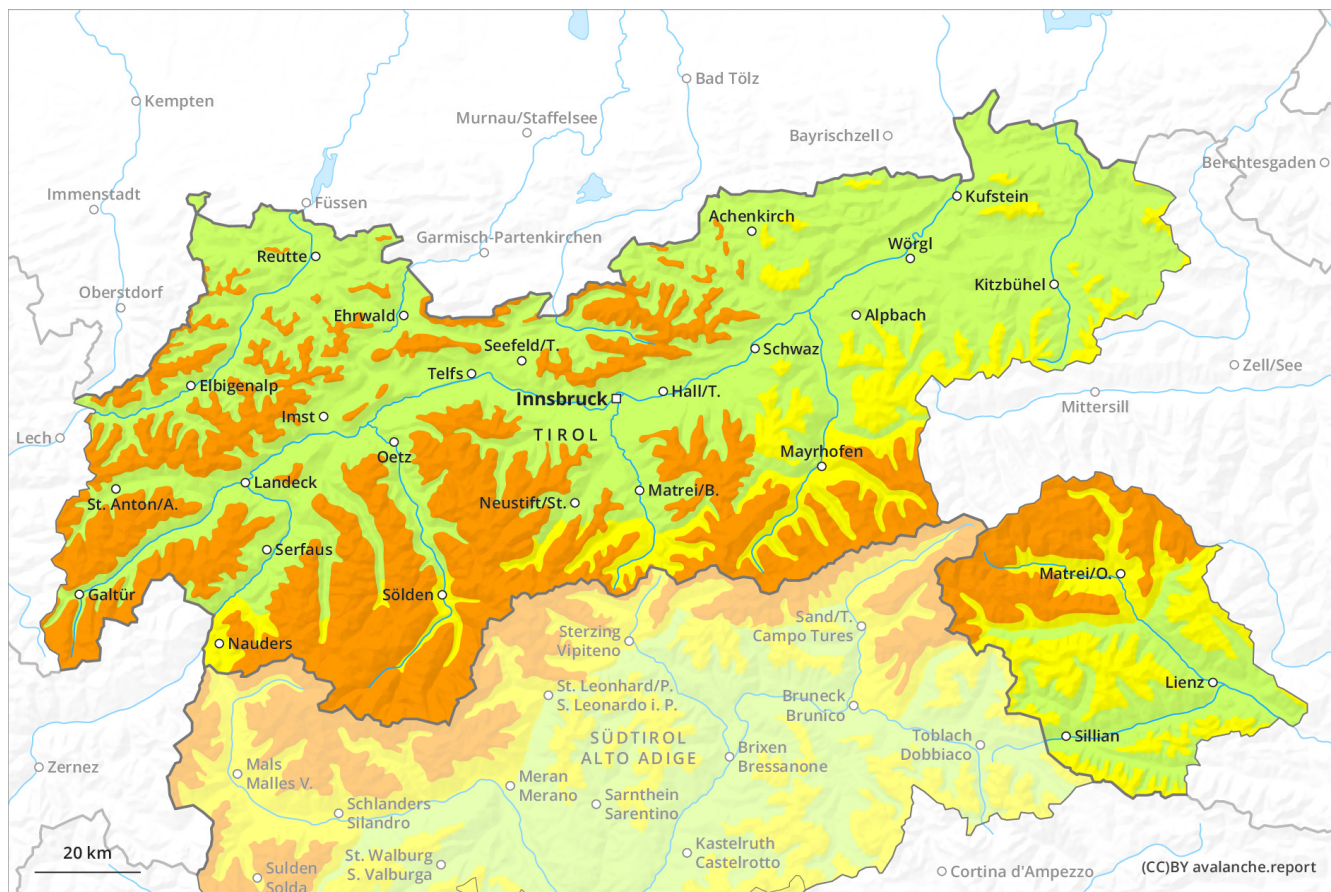 Bad Tölz
Kempten
Murnau/Staffelsee
Bayrischzell
Berchtesgaden
Immenstadt
Füssen
Kufstein
Achenkirch
Garmisch-Partenkirchen
Wörgl
Reutte
Kitzbühel
Oberstdorf
Ehrwald
Alpbach
Seefeld/T.
Schwaz
Zell/See
Telfs
Elbigenalp
Hall/T.
Innsbruck
Mittersill
Imst
Lech
TIROL
Mayrhofen
Oetz
Landeck
Matrei/B.
St. Anton/A.
Neustift/St.
Serfaus
Matrei/O.
Galtür
Sölden
Sand/T.
Campo Tures
Sterzing
Vipiteno
Nauders
Lienz
St. Leonhard/P.
S. Leonardo i. P.
Bruneck
Brunico
Sillian
SÜDTIROL
ALTO ADIGE
Toblach
Dobbiaco
Brixen
Bressanone
Zernez
Mals
Malles V.
Meran
Merano
Sarnthein
Sarentino
Schlanders
Silandro
Kastelruth
Castelrotto
20 km
St. Walburg
S. Valburga
Sulden
Solda
Cortina d'Ampezzo
(CC)BY avalanche.report